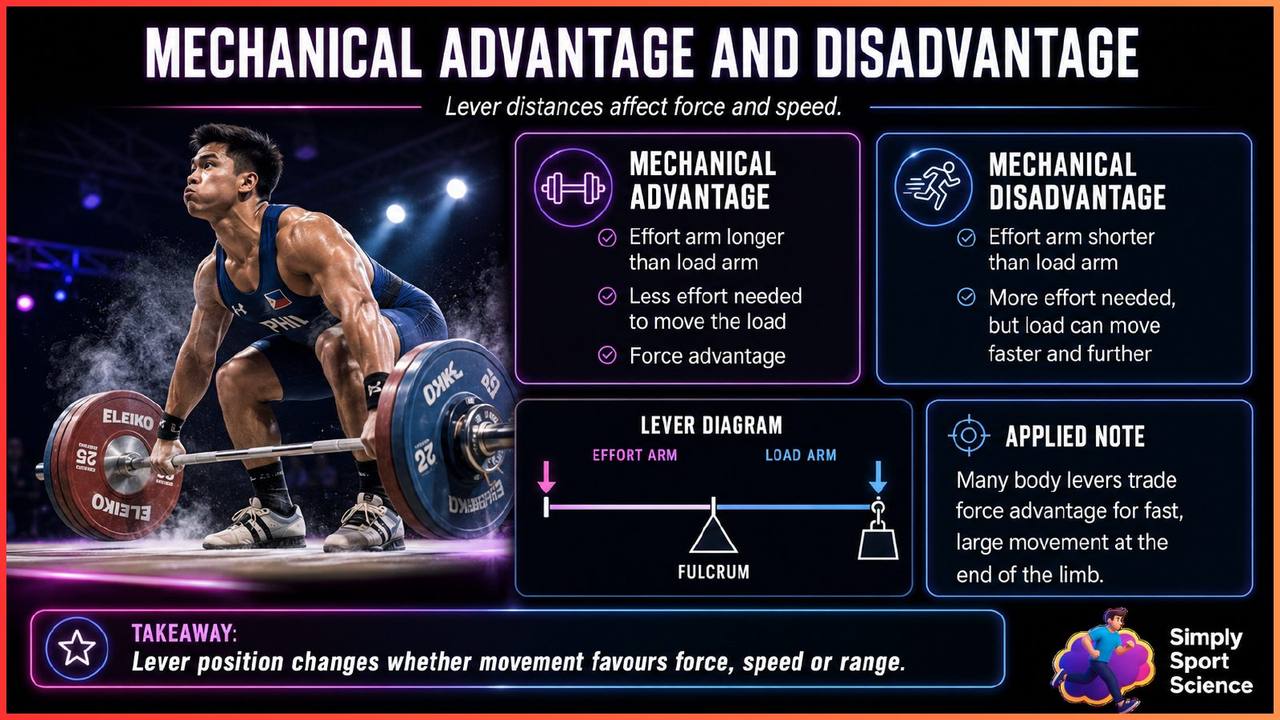 MECHANICAL ADVANTAGE AND DISADVANTAGE
Lever distances affect force and speed.
PHI
ELEIKO
25
ELEIKO
25
MECHANICAL
ADVANTAGE
Effort arm longer
than load arm
Less effort needed
to move the load
Force advantage
MECHANICAL
DISADVANTAGE
Effort arm shorter
than load arm
More effort needed,
but load can move
faster and further
LEVER DIAGRAM
EFFORT ARM
LOAD ARM
FULCRUM
APPLIED NOTE
Many body levers trade
force advantage for fast,
large movement at the
end of the limb.
TAKEAWAY:
Lever position changes whether movement favours force, speed or range.
Simply
Sport
Science